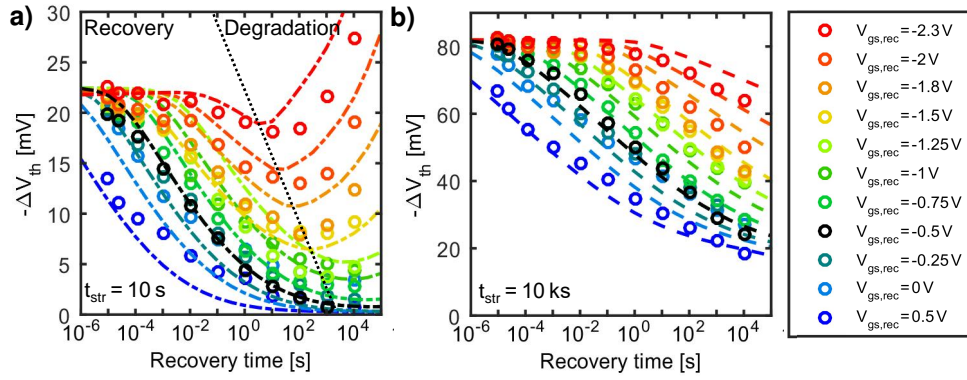 a)
Recovery
Degradation
30
25
20
15
10
5
0
-ΔV_th [mV]
t_str = 10 s
10^-6 10^-4 10^-2 10^0 10^2 10^4
Recovery time [s]
b)
80
60
40
20
0
-ΔV_th [mV]
t_str = 10 ks
10^-6 10^-4 10^-2 10^0 10^2 10^4
Recovery time [s]
V_gs,rec=-2.3 V
V_gs,rec=-2 V
V_gs,rec=-1.8 V
V_gs,rec=-1.5 V
V_gs,rec=-1.25 V
V_gs,rec=-1 V
V_gs,rec=-0.75 V
V_gs,rec=-0.5 V
V_gs,rec=-0.25 V
V_gs,rec=0 V
V_gs,rec=0.5 V